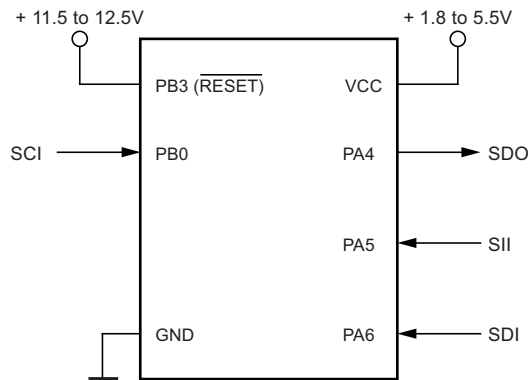 + 11.5 to 12.5V
+ 1.8 to 5.5V
PB3 (RESET)
VCC
SCI
PB0
PA4
SDO
PA5
SII
GND
PA6
SDI